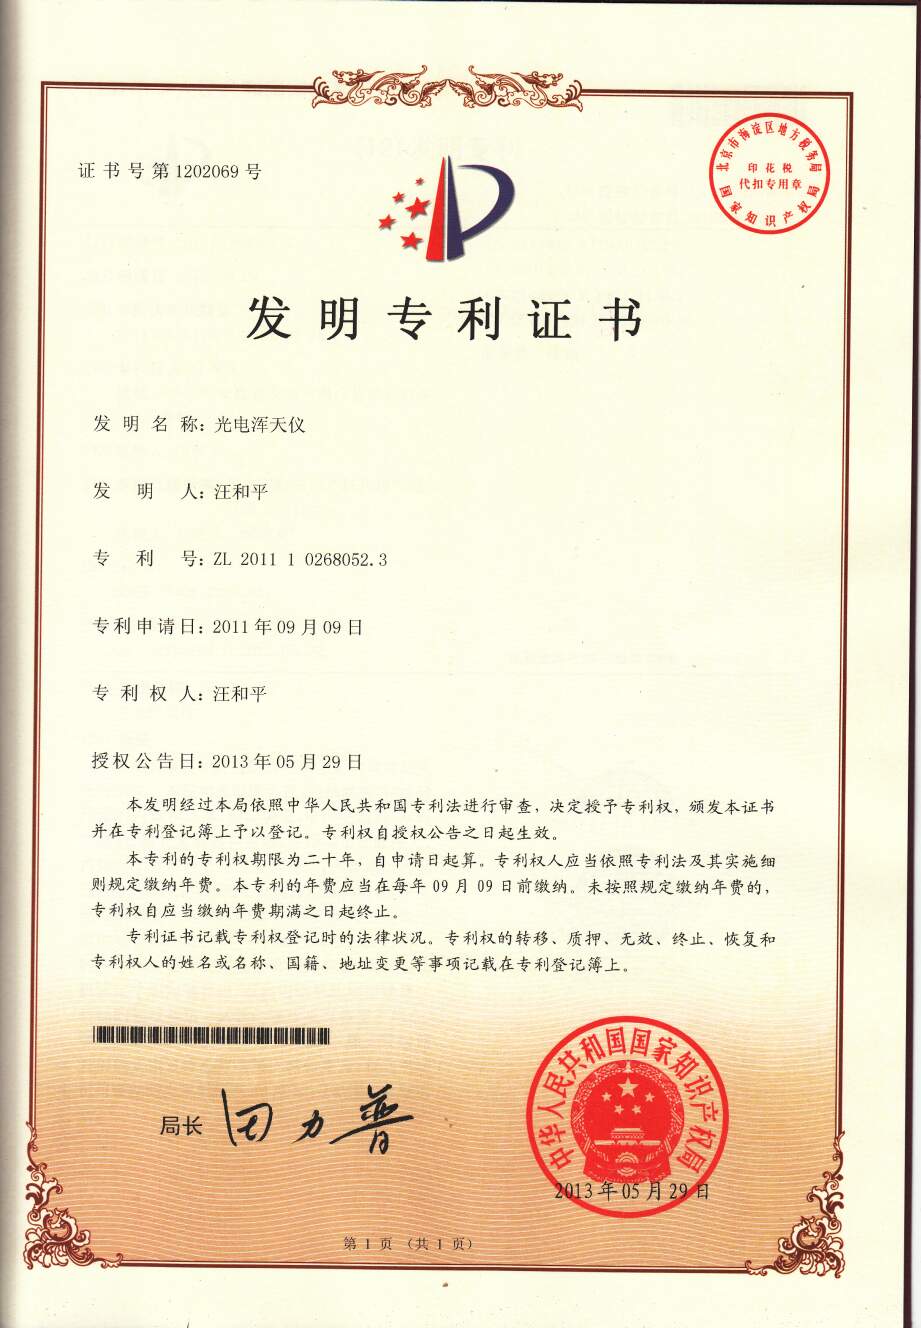 证书号第1202069号
北京市海淀区地方税务局
印花税
代扣专用章
国家知识产权局
发明专利证书
发明名称：光电浑天仪
发明人：汪和平
专利号：ZL 2011 1 0268052.3
专利申请日：2011年09月09日
专利权人：汪和平
授权公告日：2013年05月29日
本发明经过本局依照中华人民共和国专利法进行审查，决定授予专利权，颁发本证书
并在专利登记簿上予以登记。专利权自授权公告之日起生效。
本专利的专利权期限为二十年，自申请日起算。专利权人应当依照专利法及其实施细
则规定缴纳年费。本专利的年费应当在每年09月09日前缴纳。未按照规定缴纳年费的，
专利权自应当缴纳年费期满之日起终止。
专利证书记载专利权登记时的法律状况。专利权的转移、质押、无效、终止、恢复和
专利权人的姓名或名称、国籍、地址变更等事项记载在专利登记簿上。
局长 田力普
中华人民共和国国家知识产权局
2013年05月29日
第1页（共1页）